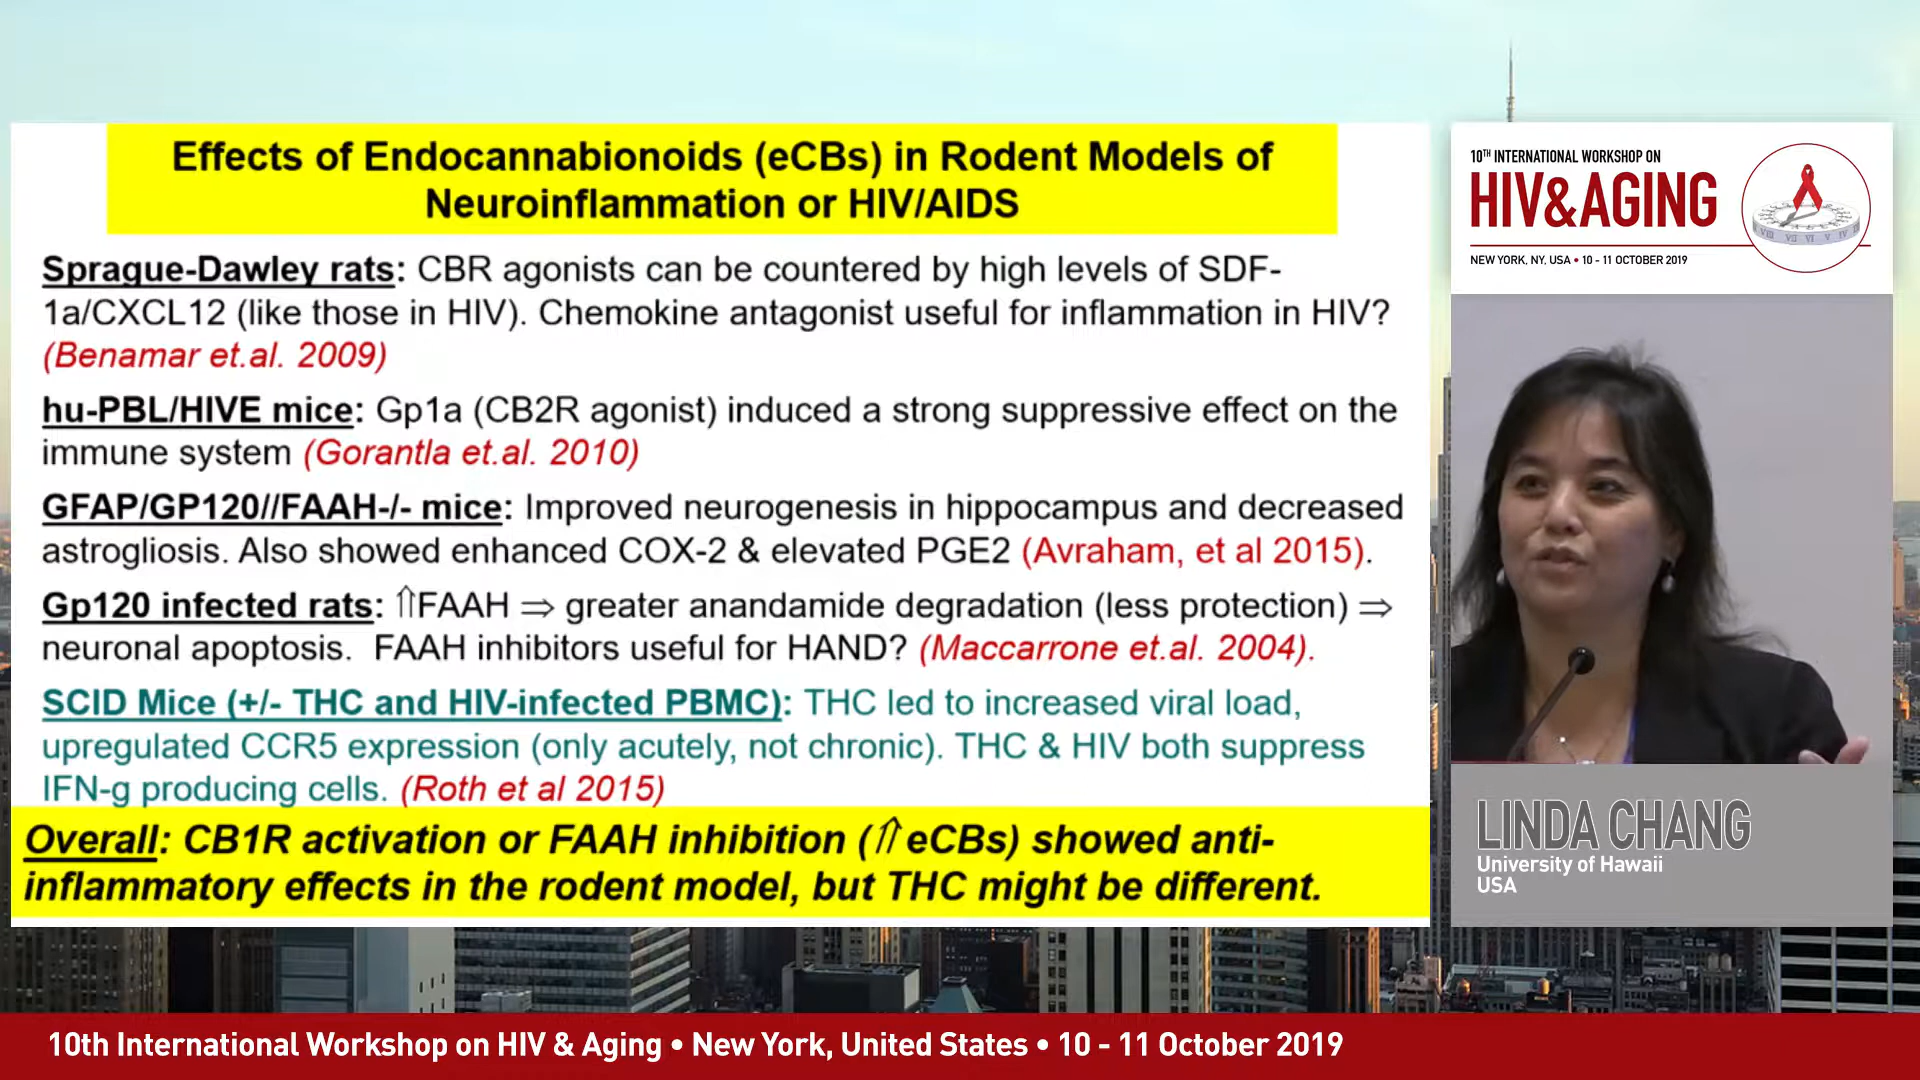 Effects of Endocannabionoids (eCBs) in Rodent Models of
Neuroinflammation or HIV/AIDS
Sprague-Dawley rats: CBR agonists can be countered by high levels of SDF-
1a/CXCL12 (like those in HIV). Chemokine antagonist useful for inflammation in HIV?
(Benamar et.al. 2009)
hu-PBL/HIVE mice: Gp1a (CB2R agonist) induced a strong suppressive effect on the
immune system (Gorantla et.al. 2010)
GFAP/GP120//FAAH-/- mice: Improved neurogenesis in hippocampus and decreased
astrogliosis. Also showed enhanced COX-2 & elevated PGE2 (Avraham, et al 2015).
Gp120 infected rats: ⇑FAAH ⇒ greater anandamide degradation (less protection) ⇒
neuronal apoptosis. FAAH inhibitors useful for HAND? (Maccarrone et.al. 2004).
SCID Mice (+/- THC and HIV-infected PBMC): THC led to increased viral load,
upregulated CCR5 expression (only acutely, not chronic). THC & HIV both suppress
IFN-g producing cells. (Roth et al 2015)
Overall: CB1R activation or FAAH inhibition (⇑eCBs) showed anti-
inflammatory effects in the rodent model, but THC might be different.
10TH INTERNATIONAL WORKSHOP ON
HIV&AGING
NEW YORK, NY, USA • 10 - 11 OCTOBER 2019
LINDA CHANG
University of Hawaii
USA
10th International Workshop on HIV & Aging • New York, United States • 10 - 11 October 2019